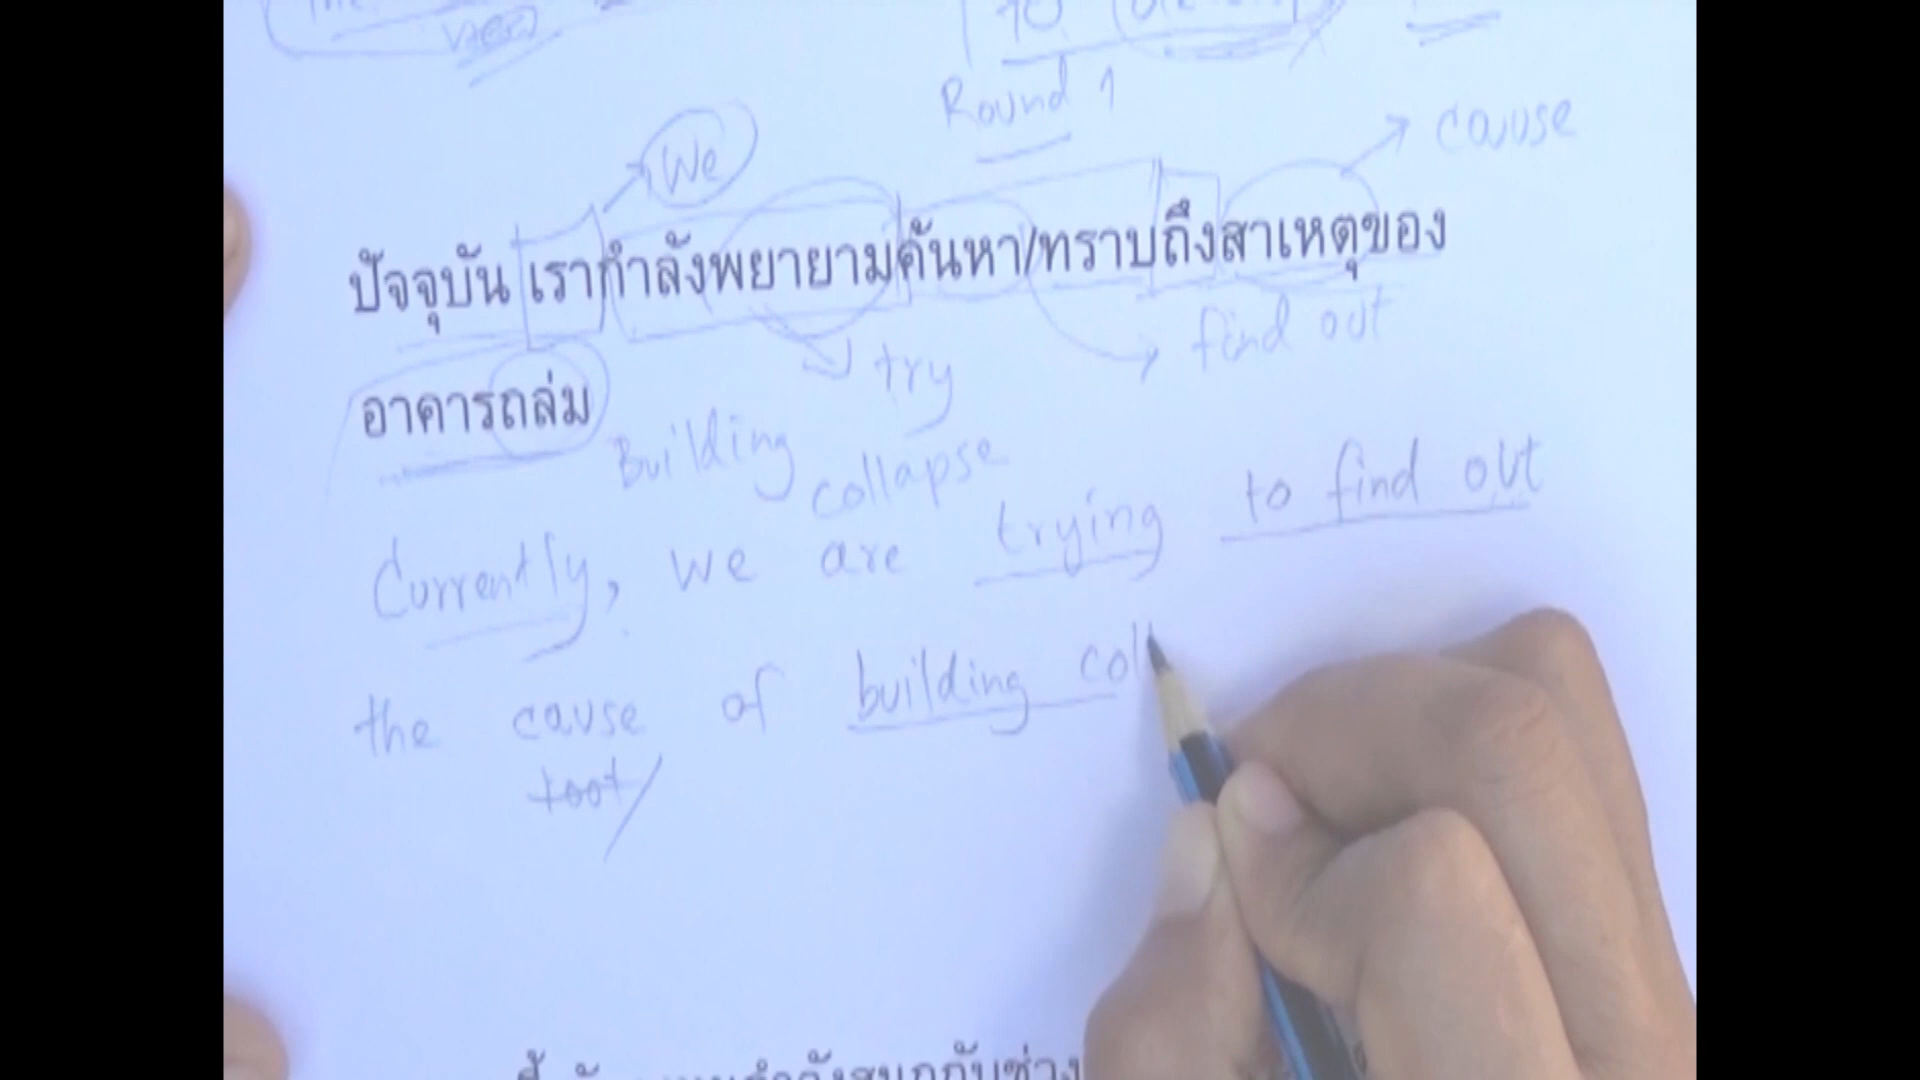 Round 1
We
cause
ปัจจุบัน เรากำลังพยายามค้นหา/ทราบถึงสาเหตุของ
find out
try
อาคารถล่ม
Building
collapse
Currently, we are trying to find out
the cause of building coll